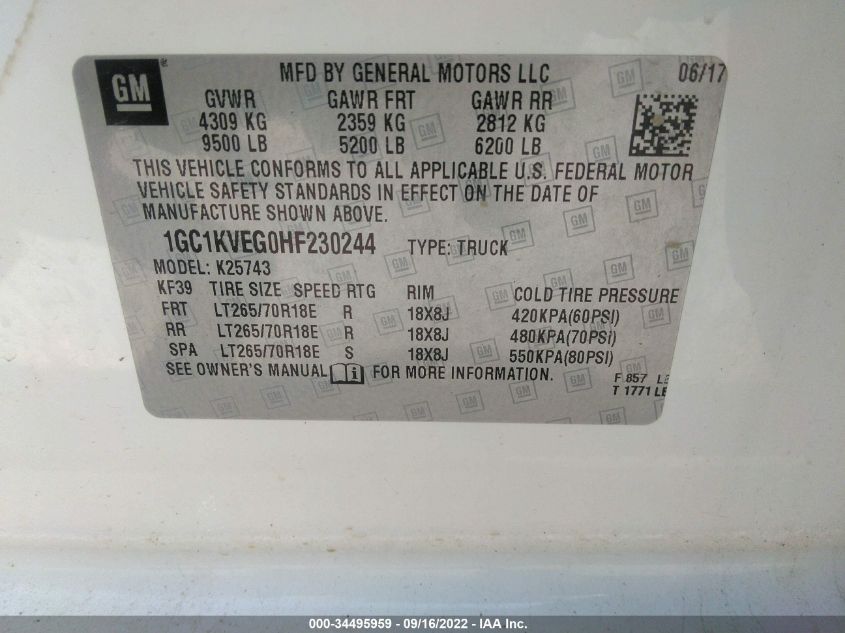 GM
MFD BY GENERAL MOTORS LLC 06/17
GVWR GAWR FRT GAWR RR
4309 KG 2359 KG 2812 KG
9500 LB 5200 LB 6200 LB
THIS VEHICLE CONFORMS TO ALL APPLICABLE U.S. FEDERAL MOTOR
VEHICLE SAFETY STANDARDS IN EFFECT ON THE DATE OF
MANUFACTURE SHOWN ABOVE.
1GC1KVEG0HF230244 TYPE: TRUCK
MODEL: K25743
KF39 TIRE SIZE SPEED RTG RIM COLD TIRE PRESSURE
FRT LT265/70R18E R 18X8J 420KPA(60PSI)
RR LT265/70R18E R 18X8J 480KPA(70PSI)
SPA LT265/70R18E S 18X8J 550KPA(80PSI)
SEE OWNER'S MANUAL FOR MORE INFORMATION.
F 857
T 1771
000-34495959 - 09/16/2022 - IAA Inc.